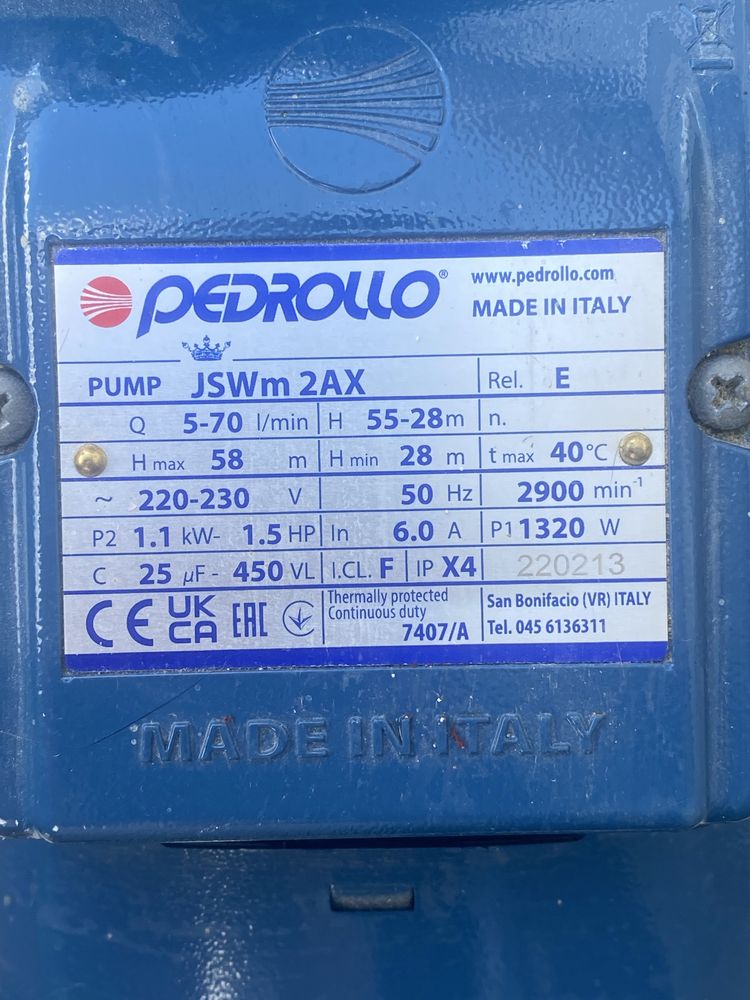 PEDROLLO®
www.pedrollo.com
MADE IN ITALY
PUMP JSWm 2AX Rel. E
Q 5-70 l/min H 55-28 m n.
H max 58 m H min 28 m t max 40 °C
~ 220-230 V 50 Hz 2900 min⁻¹
P2 1.1 kW- 1.5 HP In 6.0 A P1 1320 W
C 25 µF - 450 VL I.CL. F IP X4 220213
CE UK CA EAC
Thermally protected
Continuous duty
7407/A
San Bonifacio (VR) ITALY
Tel. 045 6136311
MADE IN ITALY